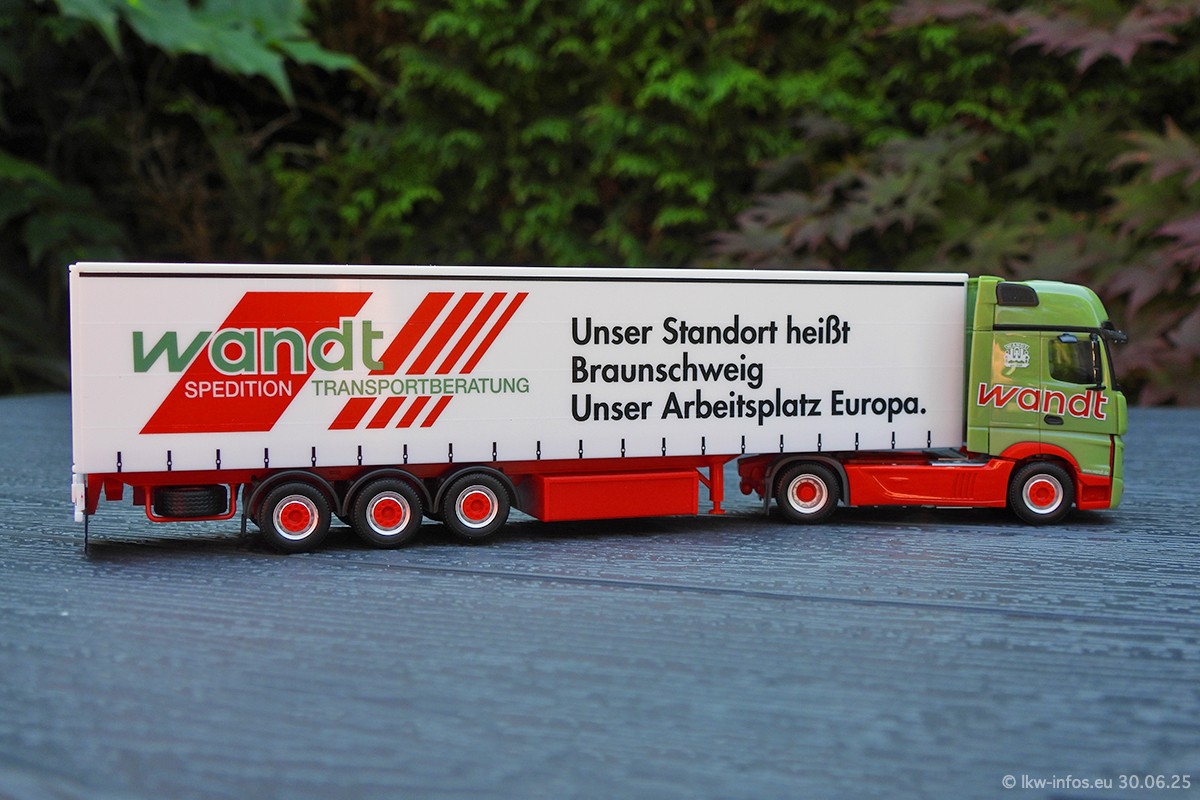 wandt
SPEDITION TRANSPORTBERATUNG
Unser Standort heißt
Braunschweig
Unser Arbeitsplatz Europa.
wandt
© lkw-infos.eu 30.06.25